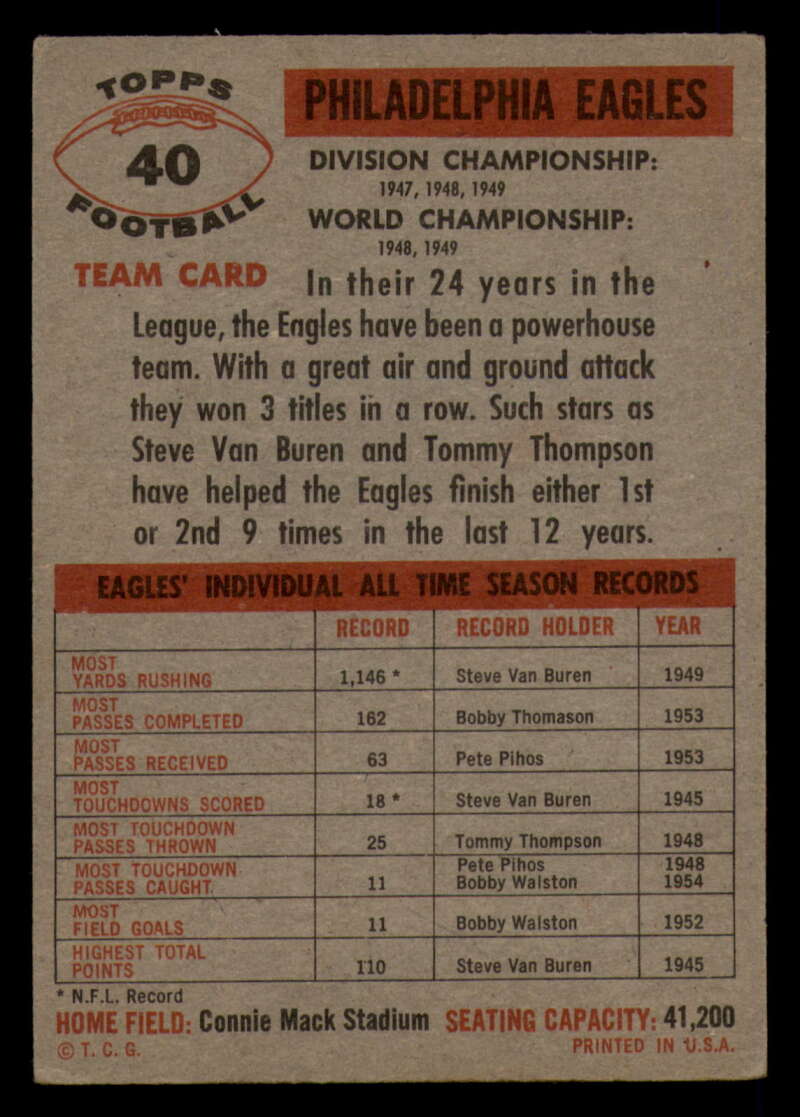 TOPPS
40
FOOTBALL
TEAM CARD
PHILADELPHIA EAGLES
DIVISION CHAMPIONSHIP:
1947, 1948, 1949
WORLD CHAMPIONSHIP:
1948, 1949
In their 24 years in the
League, the Eagles have been a powerhouse
team. With a great air and ground attack
they won 3 titles in a row. Such stars as
Steve Van Buren and Tommy Thompson
have helped the Eagles finish either 1st
or 2nd 9 times in the last 12 years.
EAGLES' INDIVIDUAL ALL TIME SEASON RECORDS
RECORD RECORD HOLDER YEAR
MOST
YARDS RUSHING 1,146 * Steve Van Buren 1949
MOST
PASSES COMPLETED 162 Bobby Thomason 1953
MOST
PASSES RECEIVED 63 Pete Pihos 1953
MOST
TOUCHDOWNS SCORED 18 * Steve Van Buren 1945
MOST TOUCHDOWN
PASSES THROWN 25 Tommy Thompson 1948
MOST TOUCHDOWN Pete Pihos 1948
PASSES CAUGHT 11 Bobby Walston 1954
MOST
FIELD GOALS 11 Bobby Walston 1952
HIGHEST TOTAL
POINTS 110 Steve Van Buren 1945
* N.F.L. Record
HOME FIELD: Connie Mack Stadium SEATING CAPACITY: 41,200
© T. C. G. PRINTED IN U.S.A.